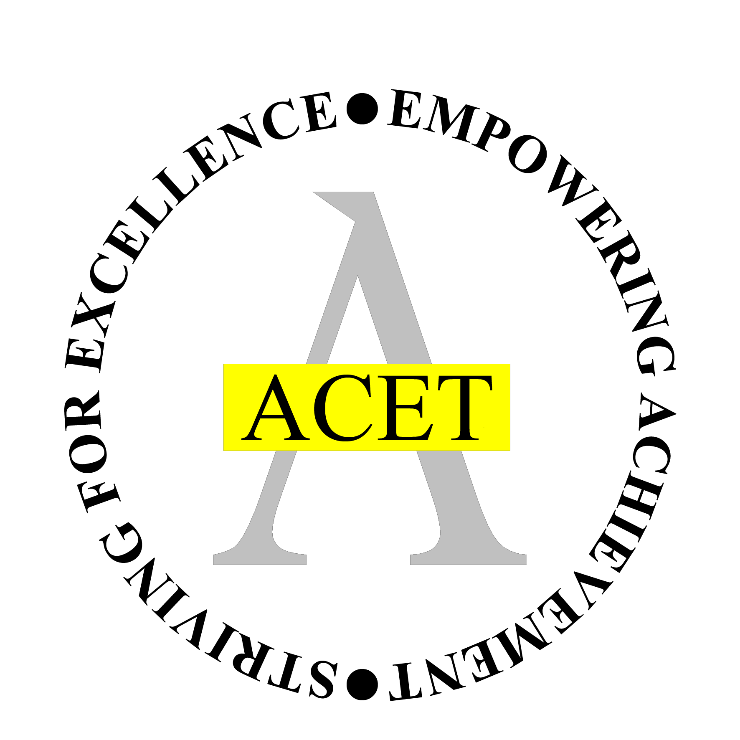 STRIVING FOR EXCELLENCE ● EMPOWERING ACHIEVEMENT ●
A
ACET